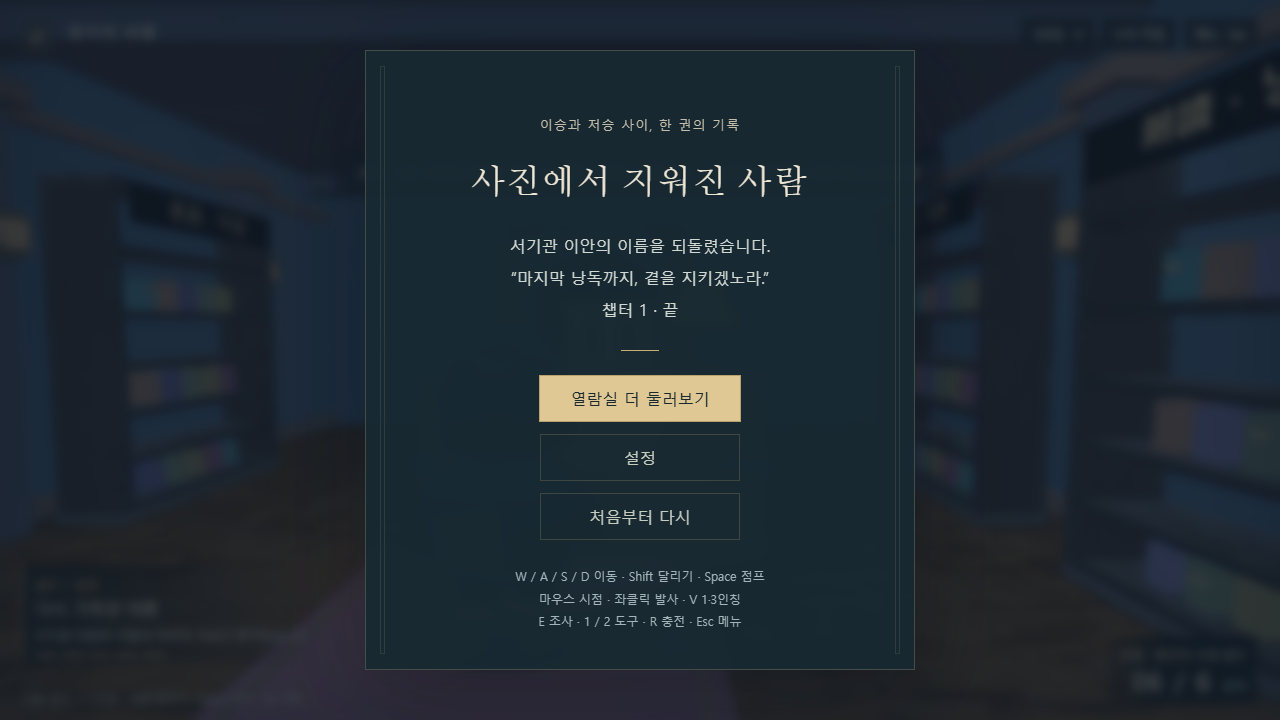 이승과 저승 사이, 한 권의 기록
사진에서 지워진 사람
서기관 이안의 이름을 되돌렸습니다.
“마지막 낭독까지, 곁을 지키겠노라.”
챕터 1 · 끝
열람실 더 둘러보기
설정
처음부터 다시
W / A / S / D 이동 · Shift 달리기 · Space 점프
마우스 시점 · 좌클릭 발사 · V 1·3인칭
E 조사 · 1 / 2 도구 · R 충전 · Esc 메뉴